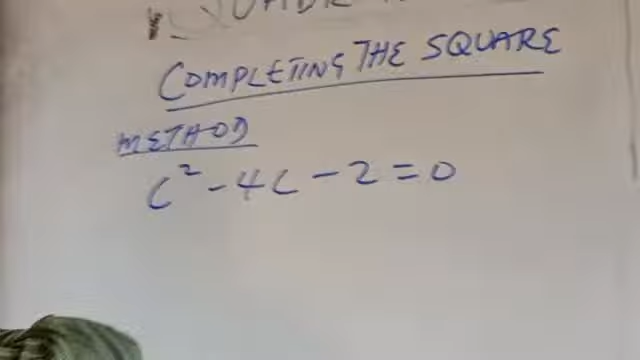 COMPLETING THE SQUARE
METHOD
C² - 4C - 2 = 0